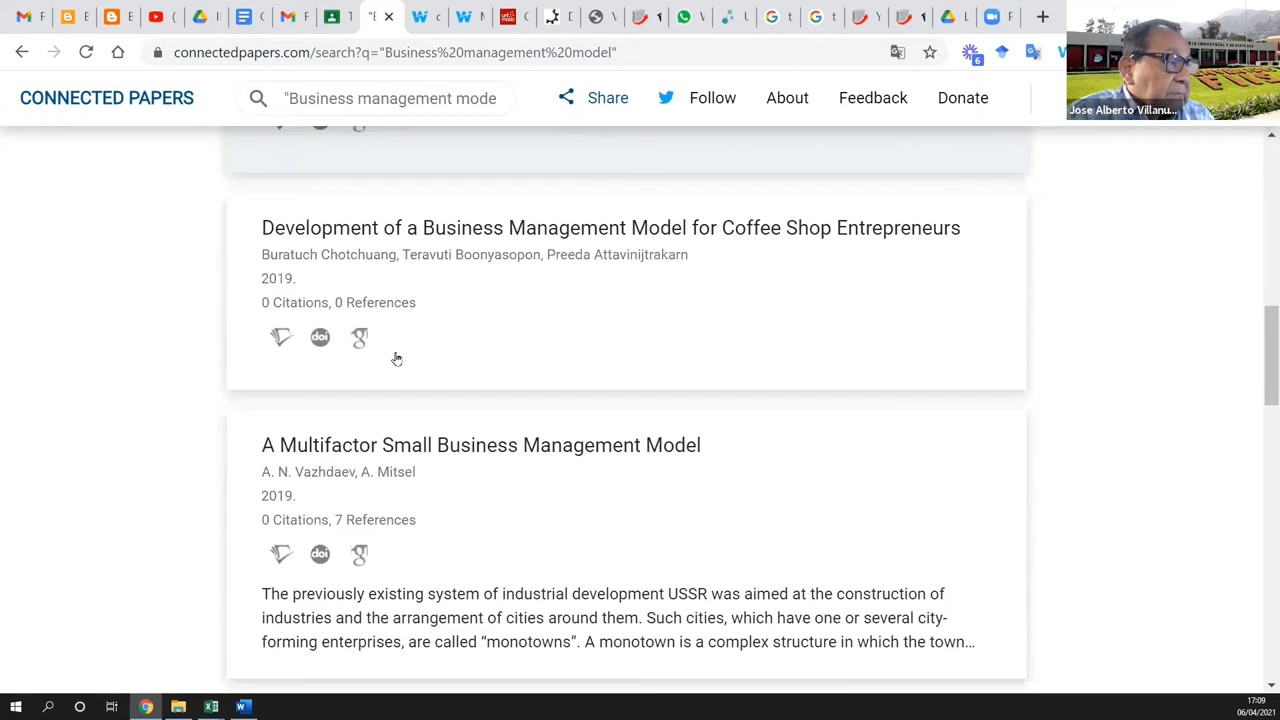 connectedpapers.com/search?q="Business%20management%20model"
6
Jose Alberto Villanu...
CONNECTED PAPERS
"Business management mode
Share
Follow
About
Feedback
Donate
Development of a Business Management Model for Coffee Shop Entrepreneurs
Buratuch Chotchuang, Teravuti Boonyasopon, Preeda Attavinijtrakarn
2019.
0 Citations, 0 References
doi
A Multifactor Small Business Management Model
A. N. Vazhdaev, A. Mitsel
2019.
0 Citations, 7 References
doi
The previously existing system of industrial development USSR was aimed at the construction of
industries and the arrangement of cities around them. Such cities, which have one or several city-
forming enterprises, are called “monotowns”. A monotown is a complex structure in which the town...
17:09
06/04/2021